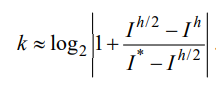 k ≈ log₂ |1 + (I^{h/2} − I^{h}) / (I^{*} − I^{h/2})|.